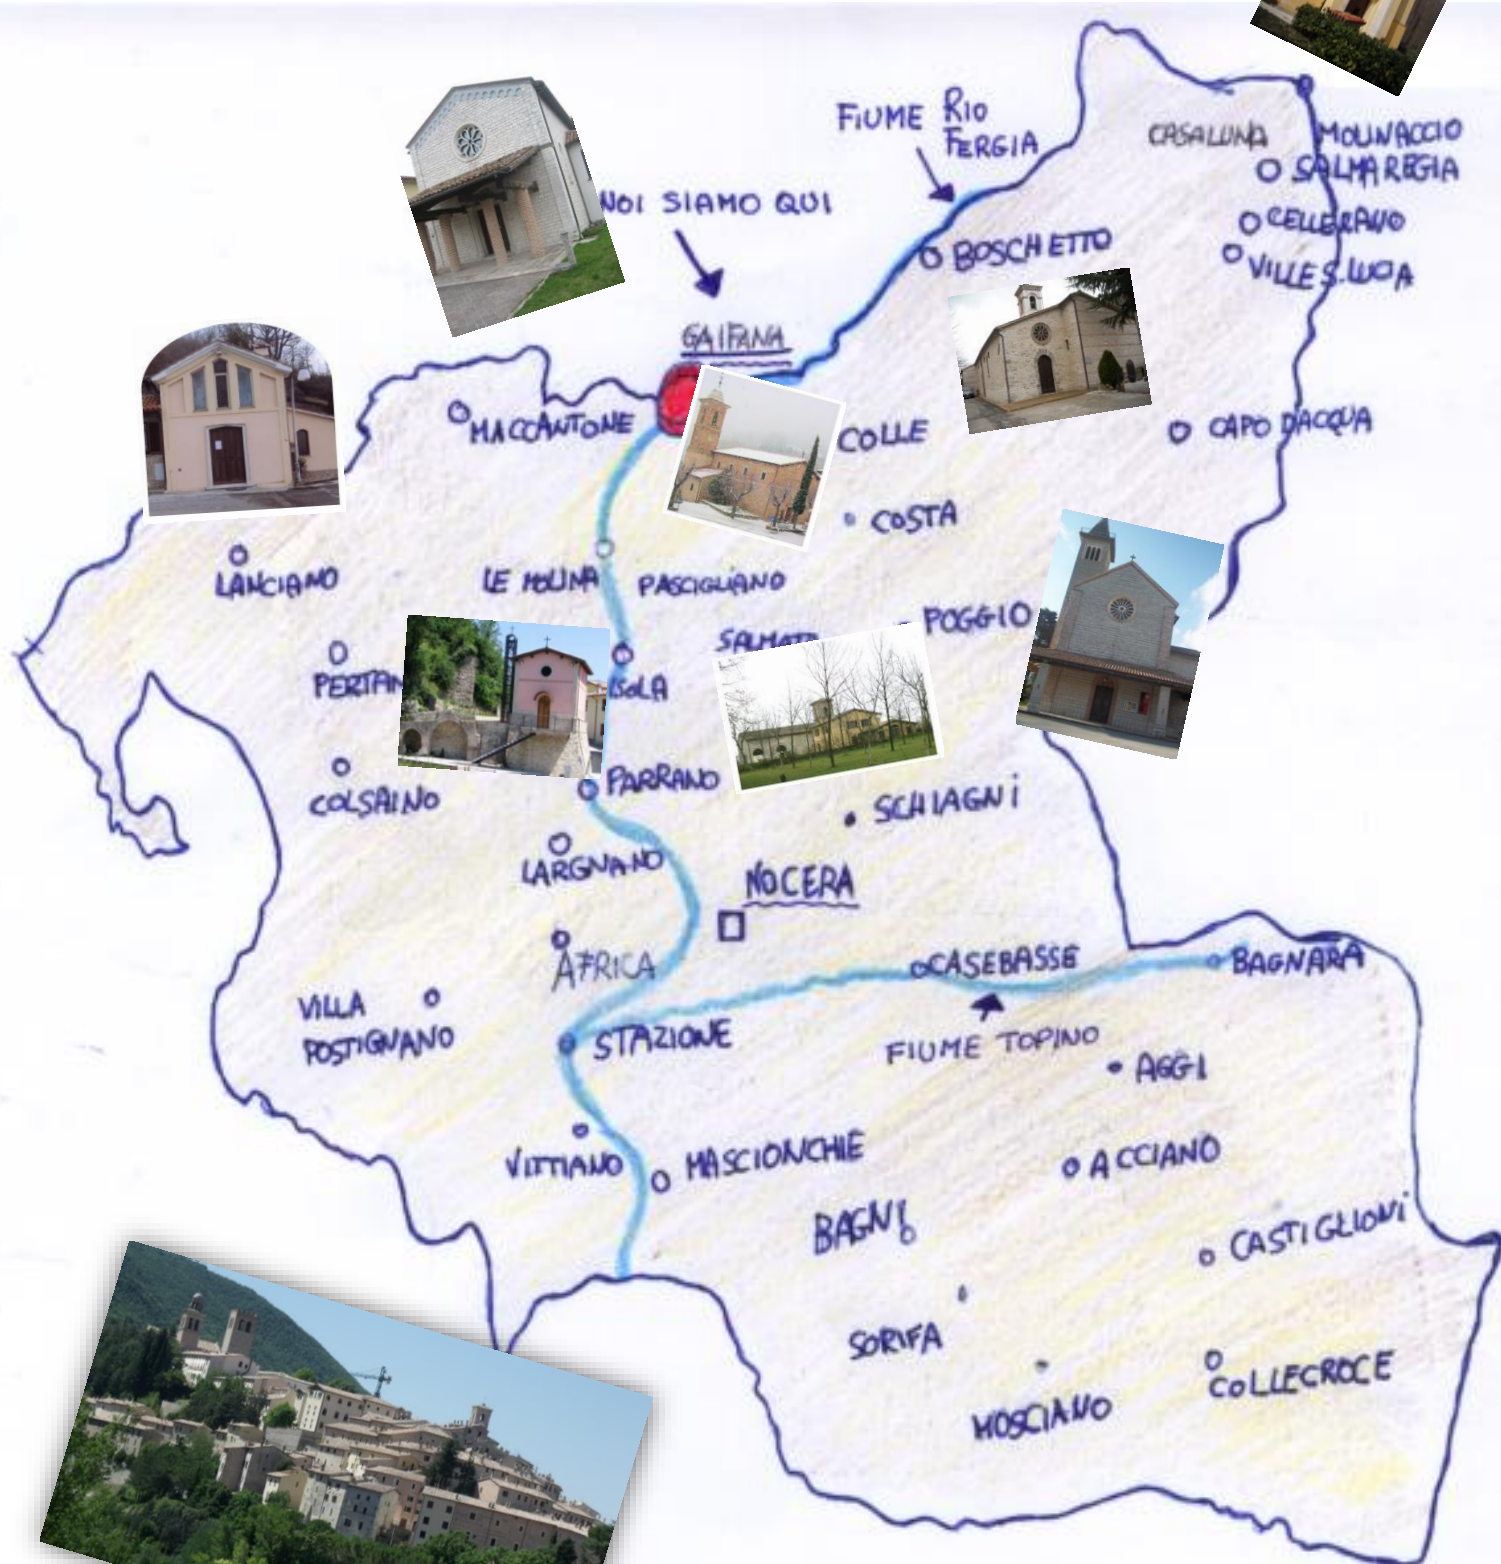 FIUME RIO
FERGIA
CASALUNA
MOLINACCIO
SALMAREGIA
NOI SIAMO QUI
CELLERANO
BOSCHETTO
VILLE S. LUCIA
GAIFANA
MACCANTONE
COLLE
CAPO D'ACQUA
COSTA
LANCIANO
LE MOLINA
PASCIGLIANO
POGGIO
ISOLA
PARRANO
COLSAINO
SCHIAGNI
LARGNANO
NOCERA
AFRICA
CASEBASSE
BAGNARA
VILLA
POSTIGNANO
STAZIONE
FIUME TOPINO
AGGI
VITTIANO
MASCIONCHIE
ACCIANO
BAGNI
CASTIGLIONI
SORIFA
COLLECROCE
MOSCIANO